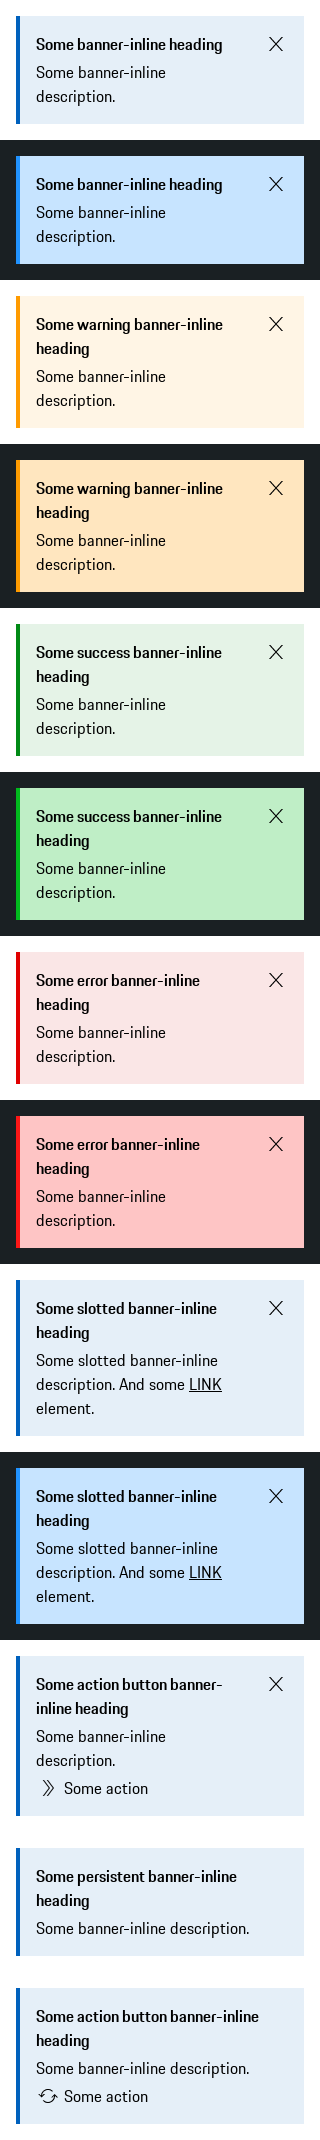 Some banner-inline heading
Some banner-inline
description.
Some banner-inline heading
Some banner-inline
description.
Some warning banner-inline
heading
Some banner-inline
description.
Some warning banner-inline
heading
Some banner-inline
description.
Some success banner-inline
heading
Some banner-inline
description.
Some success banner-inline
heading
Some banner-inline
description.
Some error banner-inline
heading
Some banner-inline
description.
Some error banner-inline
heading
Some banner-inline
description.
Some slotted banner-inline
heading
Some slotted banner-inline
description. And some LINK
element.
Some slotted banner-inline
heading
Some slotted banner-inline
description. And some LINK
element.
Some action button banner-
inline heading
Some banner-inline
description.
Some action
Some persistent banner-inline
heading
Some banner-inline description.
Some action button banner-inline
heading
Some banner-inline description.
Some action